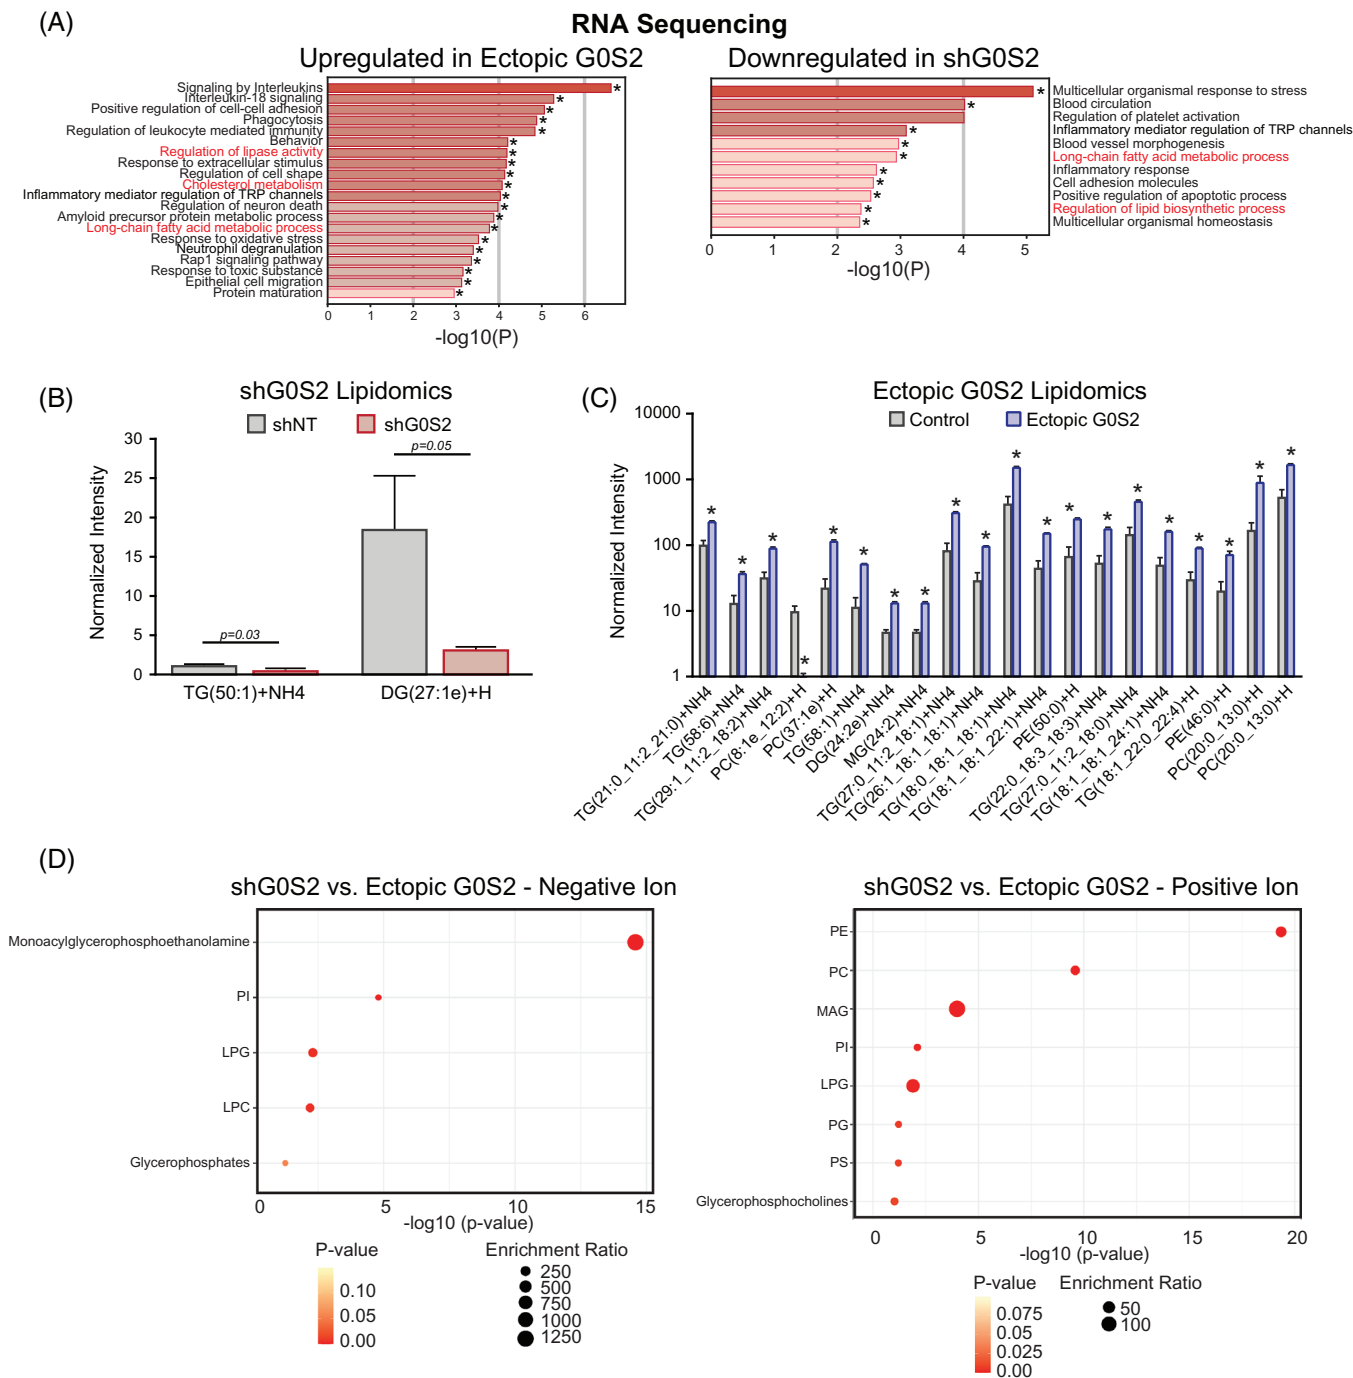 (A)
RNA Sequencing
Upregulated in Ectopic G0S2
Signaling by Interleukins
Interleukin-18 signaling
Positive regulation of cell-cell adhesion
Phagocytosis
Regulation of leukocyte mediated immunity
Behavior
Regulation of lipase activity
Response to extracellular stimulus
Regulation of cell shape
Cholesterol metabolism
Inflammatory mediator regulation of TRP channels
Regulation of neuron death
Amyloid precursor protein metabolic process
Long-chain fatty acid metabolic process
Response to oxidative stress
Neutrophil degranulation
Rap1 signaling pathway
Response to toxic substance
Epithelial cell migration
Protein maturation
* * * * * * * * * * * * * * * * * * * *
0 1 2 3 4 5 6
-log10(P)
Downregulated in shG0S2
Multicellular organismal response to stress
Blood circulation
Regulation of platelet activation
Inflammatory mediator regulation of TRP channels
Blood vessel morphogenesis
Long-chain fatty acid metabolic process
Inflammatory response
Cell adhesion molecules
Positive regulation of apoptotic process
Regulation of lipid biosynthetic process
Multicellular organismal homeostasis
* * * * * * * * * *
0 1 2 3 4 5
-log10(P)
(B)
shG0S2 Lipidomics
shNT shG0S2
Normalized Intensity
30
25
20
15
10
5
0
p=0.03
p=0.05
TG(50:1)+NH4 DG(27:1e)+H
(C)
Ectopic G0S2 Lipidomics
Control Ectopic G0S2
Normalized Intensity
10000
1000
100
10
1
* * * * * * * * * * * * * * * * * * * *
TG(21:0_11:2_21:0)+NH4
TG(58:6)+NH4
TG(29:1_11:2_18:2)+NH4
PC(8:1e_12:2)+H
PC(37:1e)+H
TG(58:1)+NH4
DG(24:2e)+NH4
MG(24:2)+NH4
TG(27:0_11:2_18:1)+NH4
TG(26:1_18:1_18:1)+NH4
TG(18:0_18:1_18:1)+NH4
TG(18:1_18:1_22:1)+NH4
PE(50:0)+H
TG(22:0_18:3_18:3)+NH4
TG(27:0_11:2_18:0)+NH4
TG(18:1_18:1_24:1)+NH4
TG(18:1_22:0_22:4)+H
PE(46:0)+H
PC(20:0_13:0)+H
PC(20:0_13:0)+H
(D)
shG0S2 vs. Ectopic G0S2 - Negative Ion
Monoacylglycerophosphoethanolamine
PI
LPG
LPC
Glycerophosphates
0 5 10 15
-log10 (p-value)
P-value
0.10
0.05
0.00
Enrichment Ratio
250
500
750
1000
1250
shG0S2 vs. Ectopic G0S2 - Positive Ion
PE
PC
MAG
PI
LPG
PG
PS
Glycerophosphocholines
0 5 10 15 20
-log10 (p-value)
P-value
0.075
0.05
0.025
0.00
Enrichment Ratio
50
100